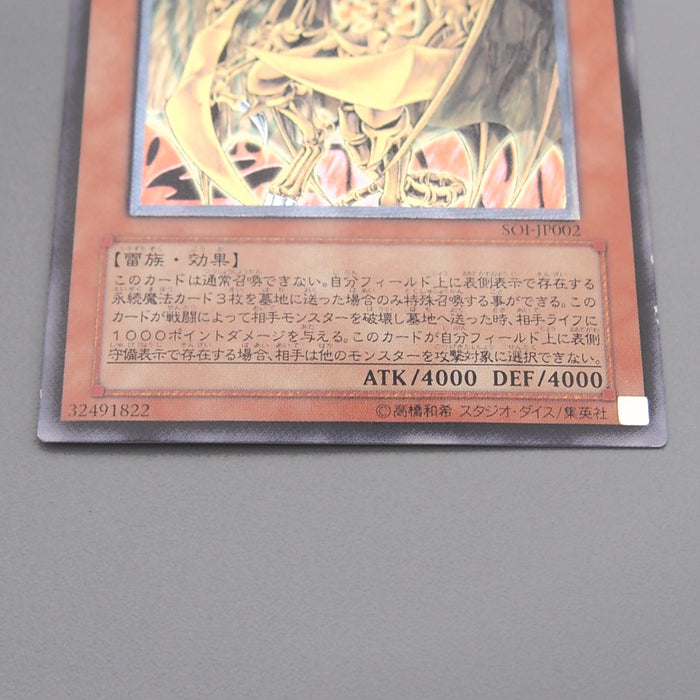 SOI-JP002
【雷族・効果】
このカードは通常召喚できない。自分フィールド上に表側表示で存在する
永続魔法カード3枚を墓地に送った場合のみ特殊召喚する事ができる。この
カードが戦闘によって相手モンスターを破壊し墓地へ送った時、相手ライフに
1000ポイントダメージを与える。このカードが自分フィールド上に表側
守備表示で存在する場合、相手は他のモンスターを攻撃対象に選択できない。
ATK/4000 DEF/4000
32491822 ©高橋和希 スタジオ・ダイス/集英社